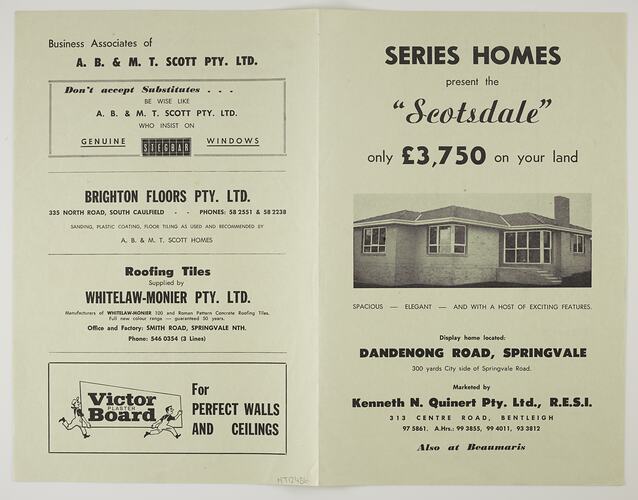 Business Associates of
A. B. & M. T. SCOTT PTY. LTD.
Don't accept Substitutes . . .
BE WISE LIKE
A. B. & M. T. SCOTT PTY. LTD.
WHO INSIST ON
GENUINE STEGBAR WINDOWS
BRIGHTON FLOORS PTY. LTD.
335 NORTH ROAD, SOUTH CAULFIELD - - PHONES: 58 2551 & 58 2238
SANDING, PLASTIC COATING, FLOOR TILING AS USED AND RECOMMENDED BY
A. B. & M. T. SCOTT HOMES
Roofing Tiles
Supplied by
WHITELAW-MONIER PTY. LTD.
Manufacturers of WHITELAW-MONIER 100 and Roman Pattern Concrete Roofing Tiles.
Full new colour range — guaranteed 50 years.
Office and Factory: SMITH ROAD, SPRINGVALE NTH.
Phone: 546 0354 (3 Lines)
Victor
PLASTER
Board
For
PERFECT WALLS
AND CEILINGS
SERIES HOMES
present the
"Scotsdale"
only £3,750 on your land
SPACIOUS — ELEGANT — AND WITH A HOST OF EXCITING FEATURES.
Display home located:
DANDENONG ROAD, SPRINGVALE
300 yards City side of Springvale Road.
Marketed by
Kenneth N. Quinert Pty. Ltd., R.E.S.I.
313 CENTRE ROAD, BENTLEIGH
97 5861. A.Hrs.: 99 3855, 99 4011, 93 3812
Also at Beaumaris